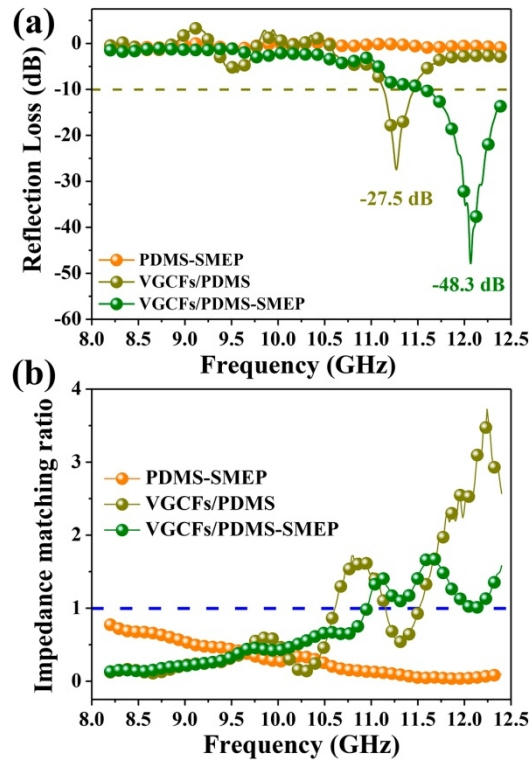 (a)
10
0
-10
-20
-30
-40
-50
-60
Reflection Loss (dB)
-27.5 dB
-48.3 dB
PDMS-SMEP
VGCFs/PDMS
VGCFs/PDMS-SMEP
8.0 8.5 9.0 9.5 10.0 10.5 11.0 11.5 12.0 12.5
Frequency (GHz)
(b)
4
3
2
1
0
Impedance matching ratio
PDMS-SMEP
VGCFs/PDMS
VGCFs/PDMS-SMEP
8.0 8.5 9.0 9.5 10.0 10.5 11.0 11.5 12.0 12.5
Frequency (GHz)